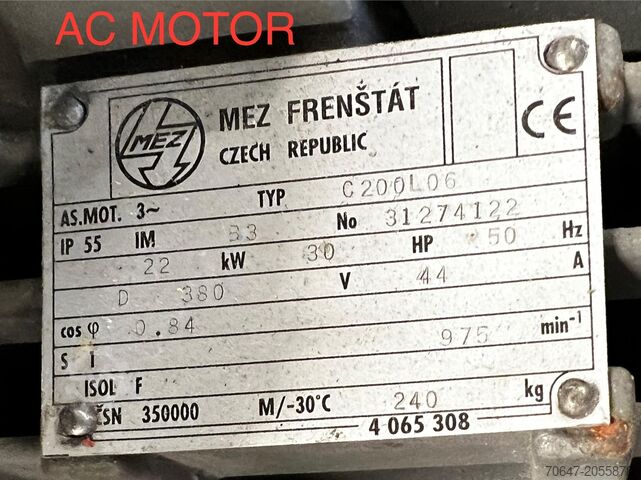 AC MOTOR
MEZ
MEZ FRENŠTÁT
CZECH REPUBLIC
CE
AS.MOT. 3~ TYP C200L06
IP 55 IM B3 No 31274122
22 kW 30 HP 50 Hz
D 380 V 44 A
cos φ 0.84 975 min⁻¹
S 1
ISOL F
ČSN 350000 M/-30°C 240 kg
4 065 308